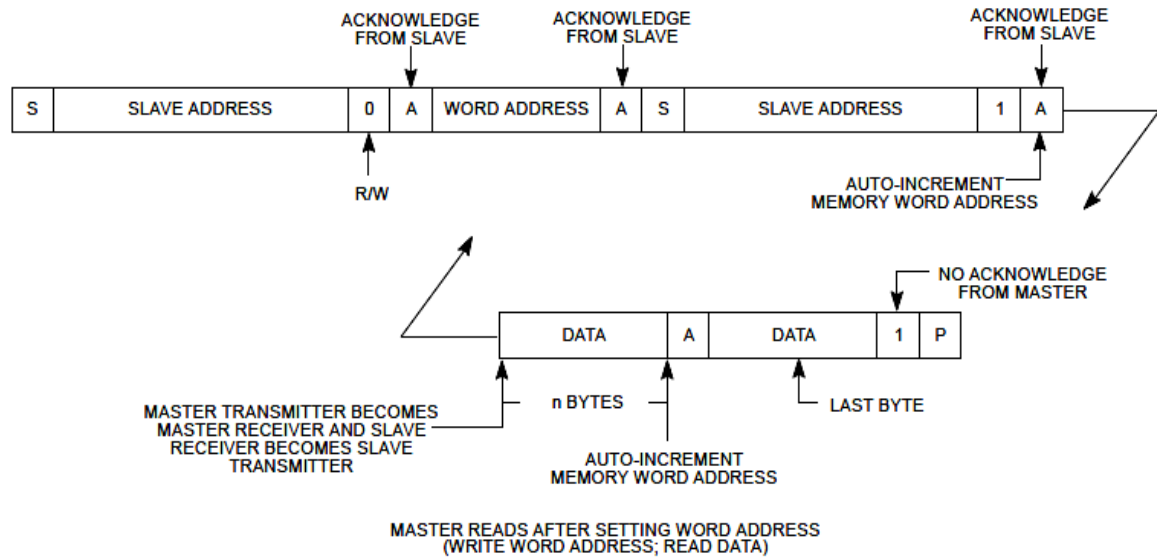 ACKNOWLEDGE
FROM SLAVE
ACKNOWLEDGE
FROM SLAVE
ACKNOWLEDGE
FROM SLAVE
S SLAVE ADDRESS 0 A WORD ADDRESS A S SLAVE ADDRESS 1 A
R/W
AUTO-INCREMENT
MEMORY WORD ADDRESS
NO ACKNOWLEDGE
FROM MASTER
DATA A DATA 1 P
n BYTES
LAST BYTE
MASTER TRANSMITTER BECOMES
MASTER RECEIVER AND SLAVE
RECEIVER BECOMES SLAVE
TRANSMITTER
AUTO-INCREMENT
MEMORY WORD ADDRESS
MASTER READS AFTER SETTING WORD ADDRESS
(WRITE WORD ADDRESS; READ DATA)